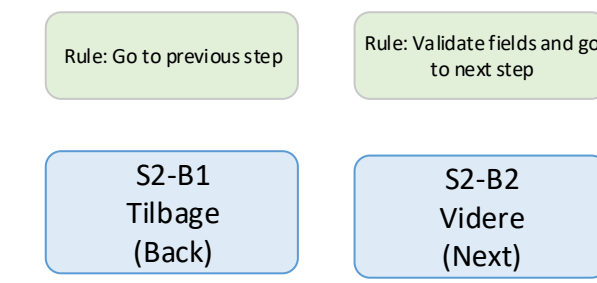 Rule: Go to previous step
Rule: Validate fields and go
to next step
S2-B1
Tilbage
(Back)
S2-B2
Videre
(Next)